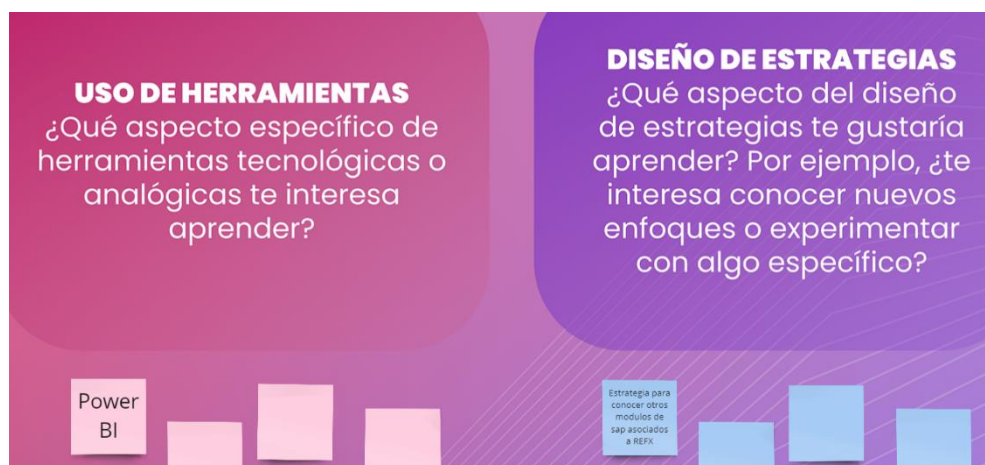 USO DE HERRAMIENTAS
¿Qué aspecto específico de
herramientas tecnológicas o
analógicas te interesa
aprender?
DISEÑO DE ESTRATEGIAS
¿Qué aspecto del diseño
de estrategias te gustaría
aprender? Por ejemplo, ¿te
interesa conocer nuevos
enfoques o experimentar
con algo específico?
Power
BI
Estrategia para
conocer otros
modulos de
sap asociados
a REFX